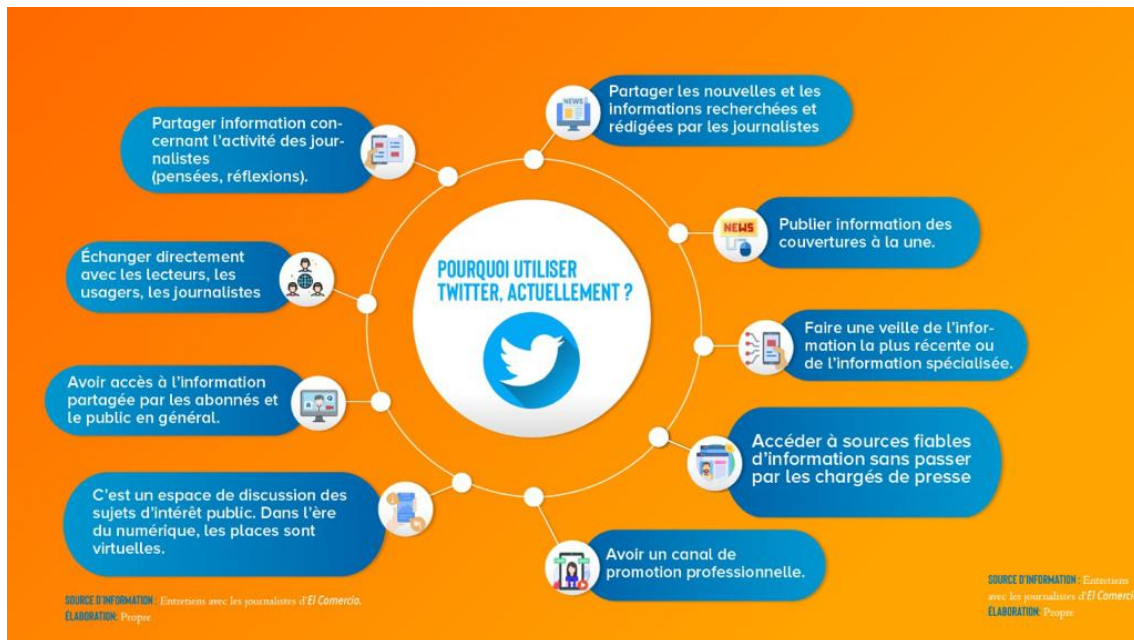 Partager les nouvelles et les
informations recherchées et
rédigées par les journalistes
NEWS
Partager information con-
cernant l'activité des jour-
nalistes
(pensées, réflexions).
NEWS
Publier information des
couvertures à la une.
Échanger directement
avec les lecteurs, les
usagers, les journalistes
POURQUOI UTILISER
TWITTER, ACTUELLEMENT ?
Faire une veille de l'infor-
mation la plus récente ou
de l'information spécialisée.
Avoir accès à l'information
partagée par les abonnés et
le public en général.
Accéder à sources fiables
d'information sans passer
par les chargés de presse
C'est un espace de discussion des
sujets d'intérêt public. Dans l'ère
du numérique, les places sont
virtuelles.
Avoir un canal de
promotion professionnelle.
SOURCE D'INFORMATION : Entretiens avec les journalistes d'El Comercio.
ÉLABORATION: Propre
SOURCE D'INFORMATION : Entretiens
avec les journalistes d'El Comerci
ÉLABORATION: Propre